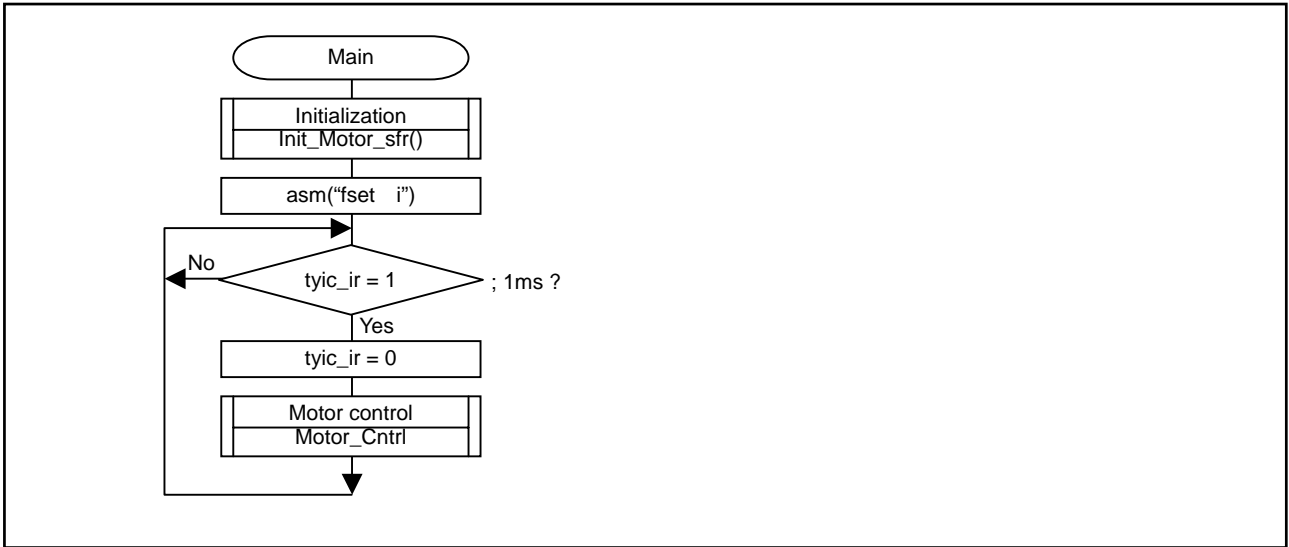 Main
Initialization
Init_Motor_sfr()
asm(“fset i”)
No
tyic_ir = 1
; 1ms ?
Yes
tyic_ir = 0
Motor control
Motor_Cntrl